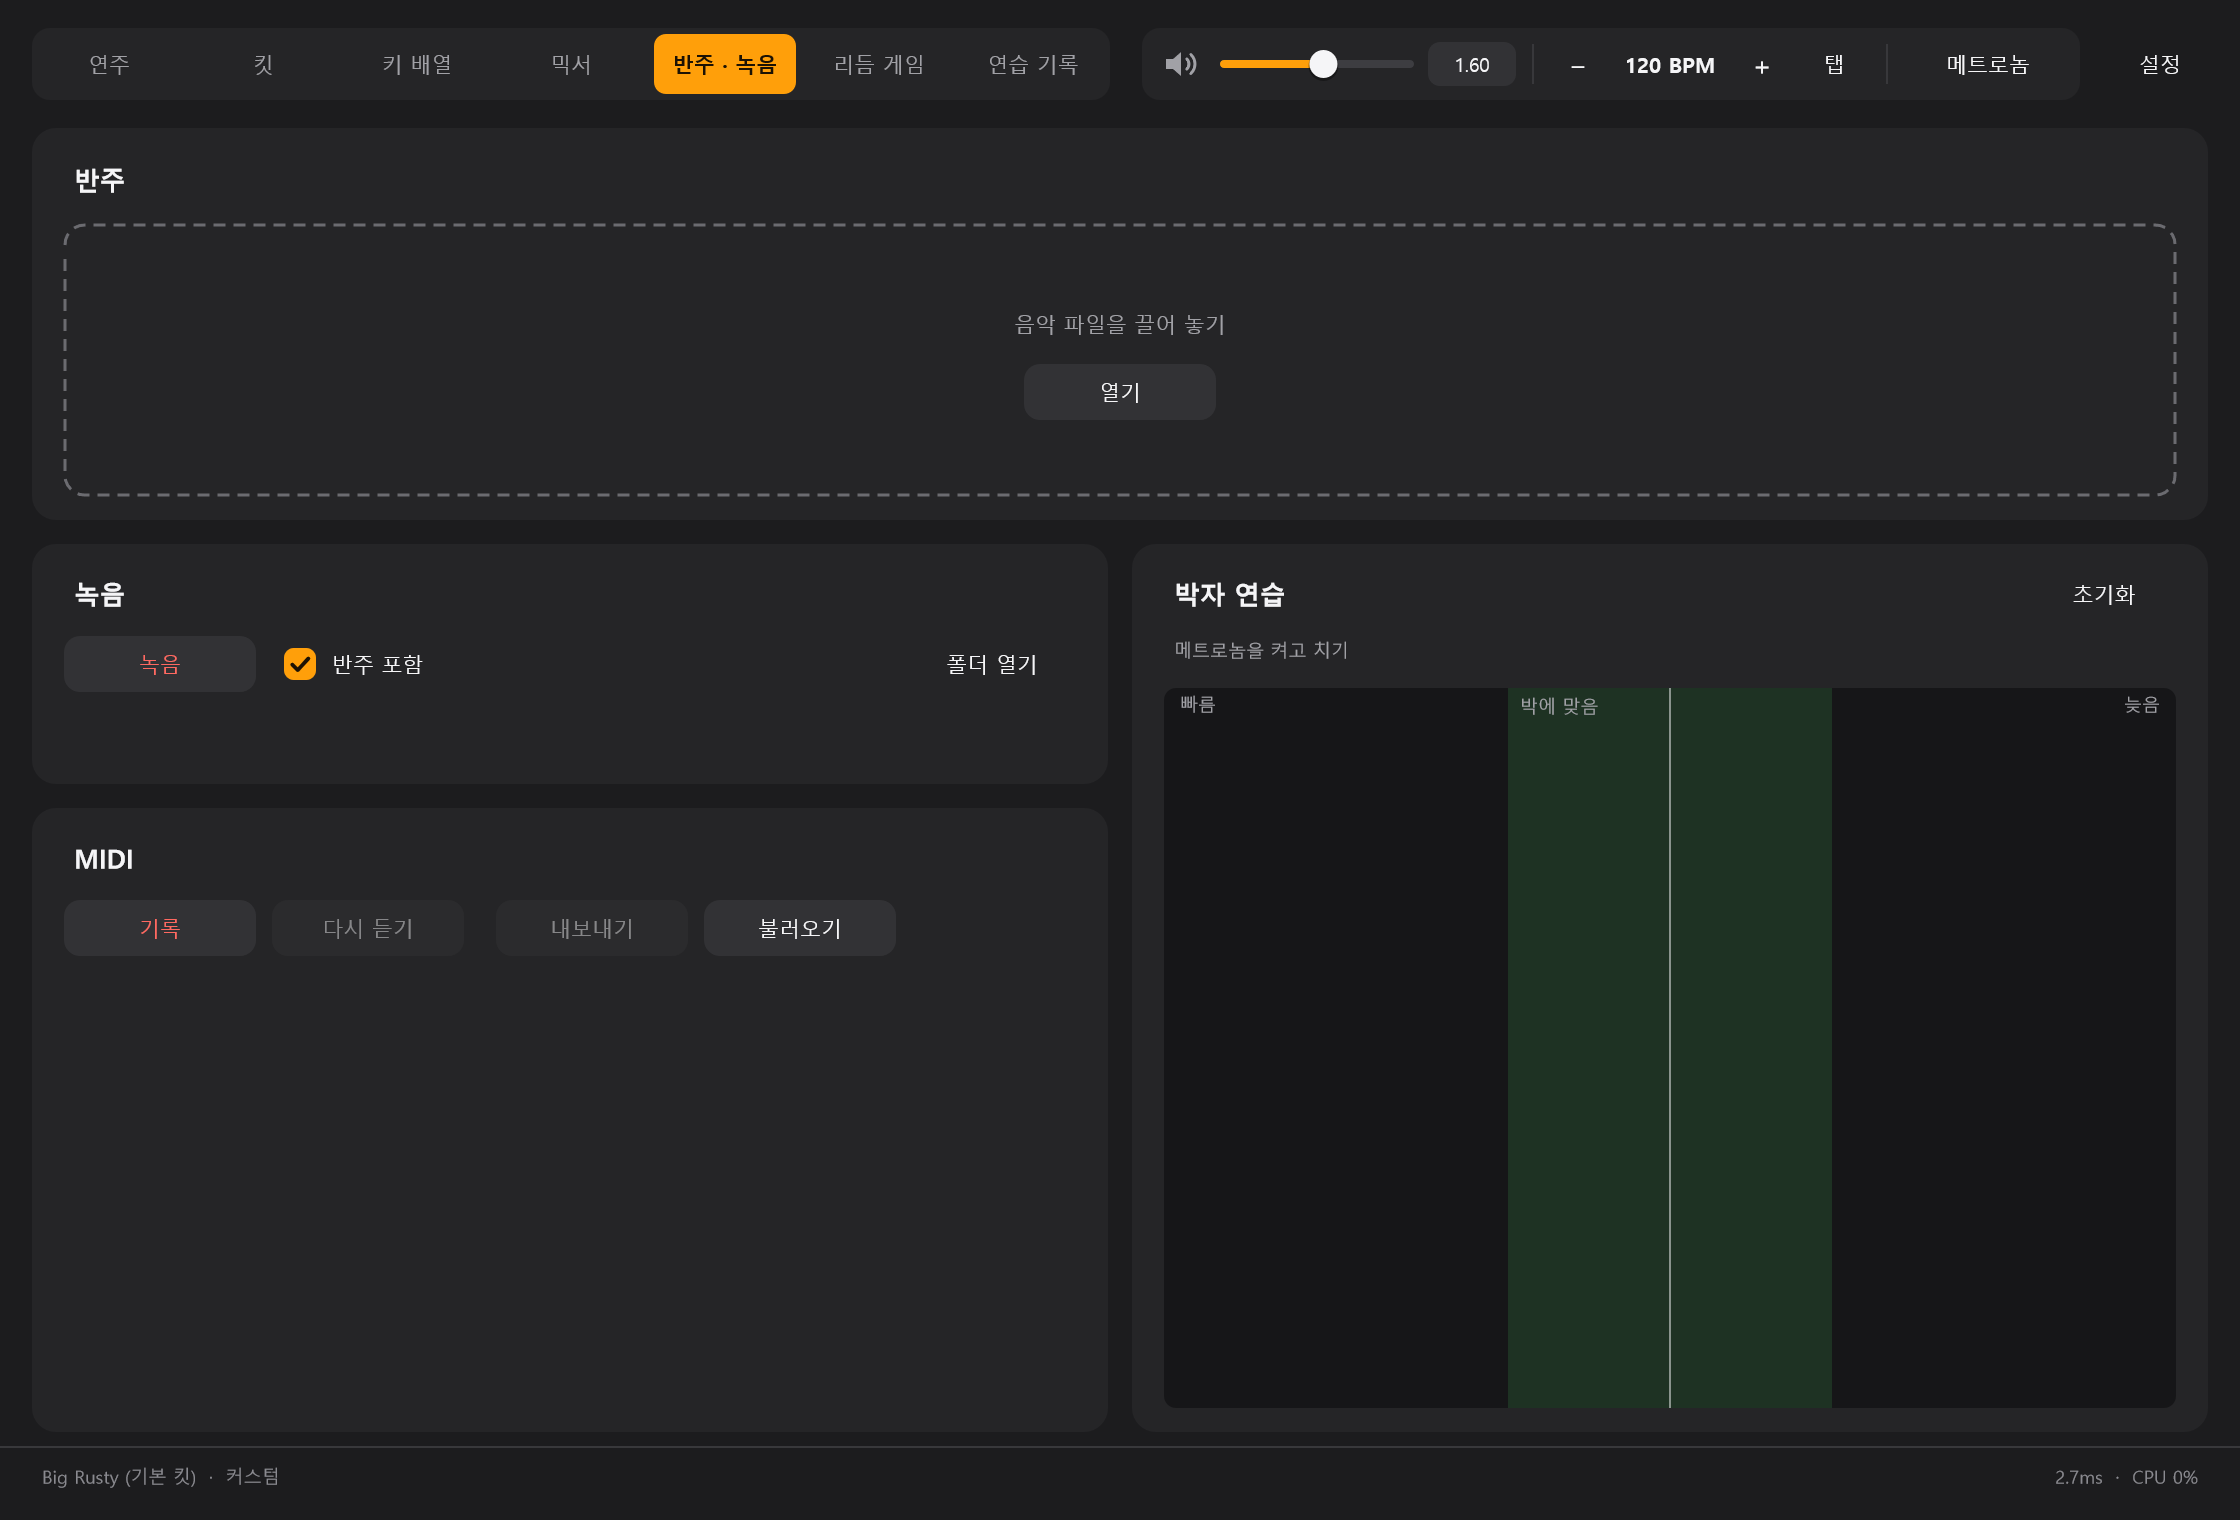 연주 킷 키 배열 믹서 반주 · 녹음 리듬 게임 연습 기록 1.60 − 120 BPM + 탭 메트로놈 설정
반주
음악 파일을 끌어 놓기
열기
녹음
녹음 반주 포함 폴더 열기
MIDI
기록 다시 듣기 내보내기 불러오기
박자 연습 초기화
메트로놈을 켜고 치기
빠름 박에 맞음 늦음
Big Rusty (기본 킷) · 커스텀 2.7ms · CPU 0%